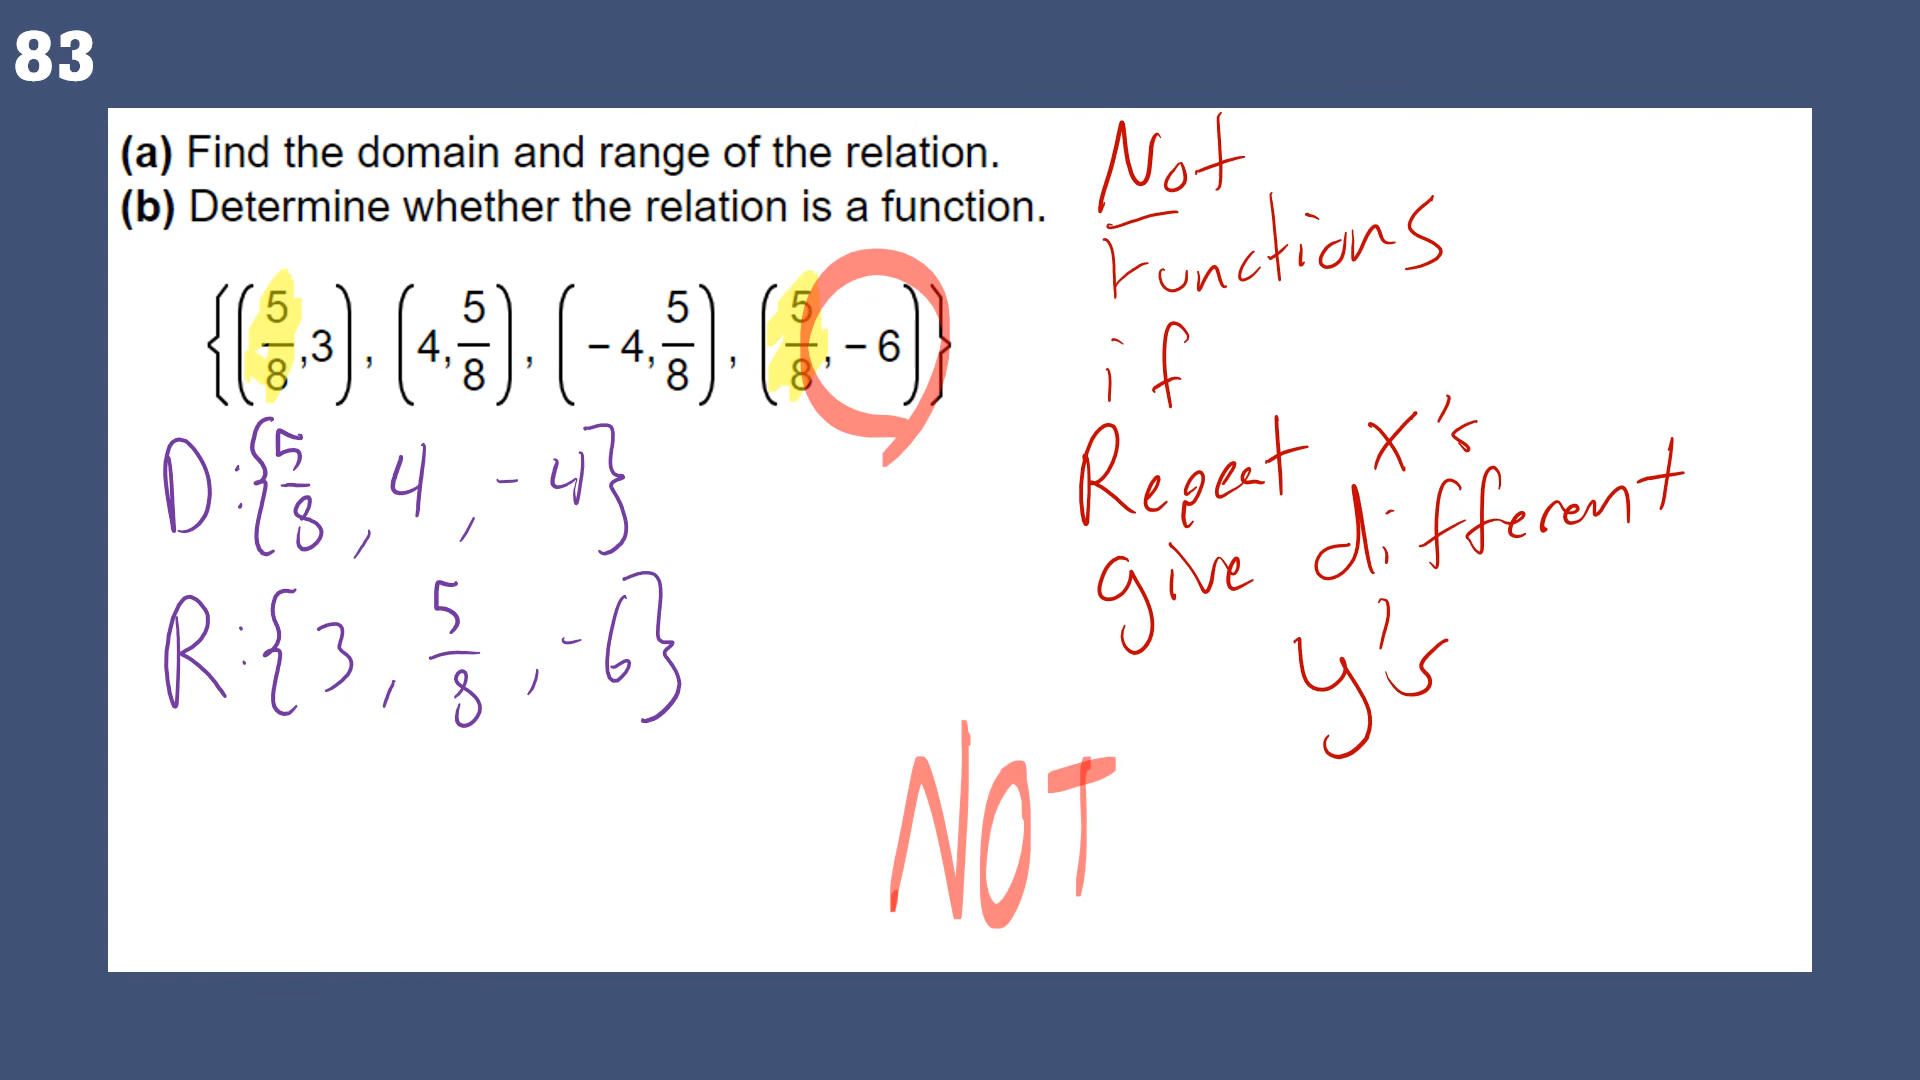 83
(a) Find the domain and range of the relation.
(b) Determine whether the relation is a function.
{(5/8, 3), (4, 5/8), (-4, 5/8), (5/8, -6)}
D:{5/8, 4, -4}
R:{3, 5/8, -6}
Not
Functions
if
Repeat x's
give different
y's
NOT